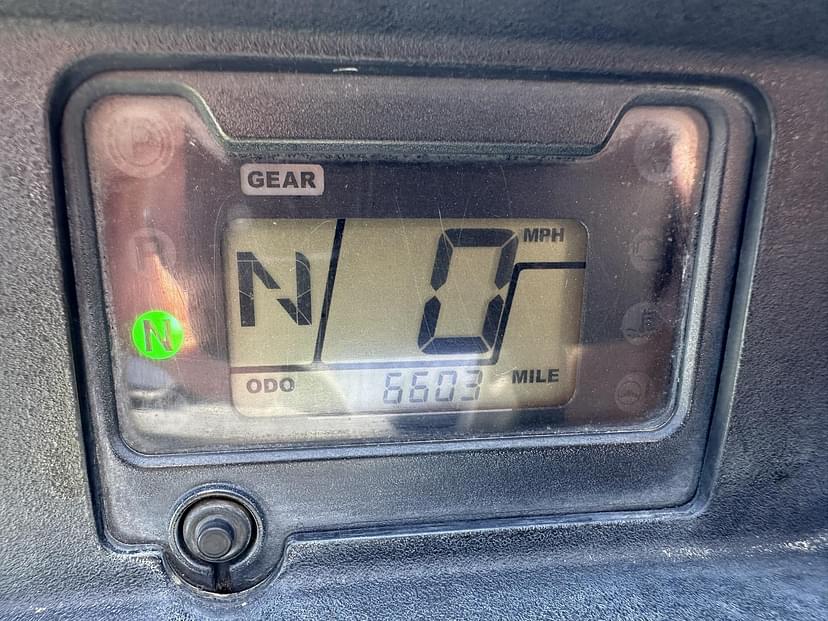 GEAR
N 0 MPH
N
ODO 6603 MILE